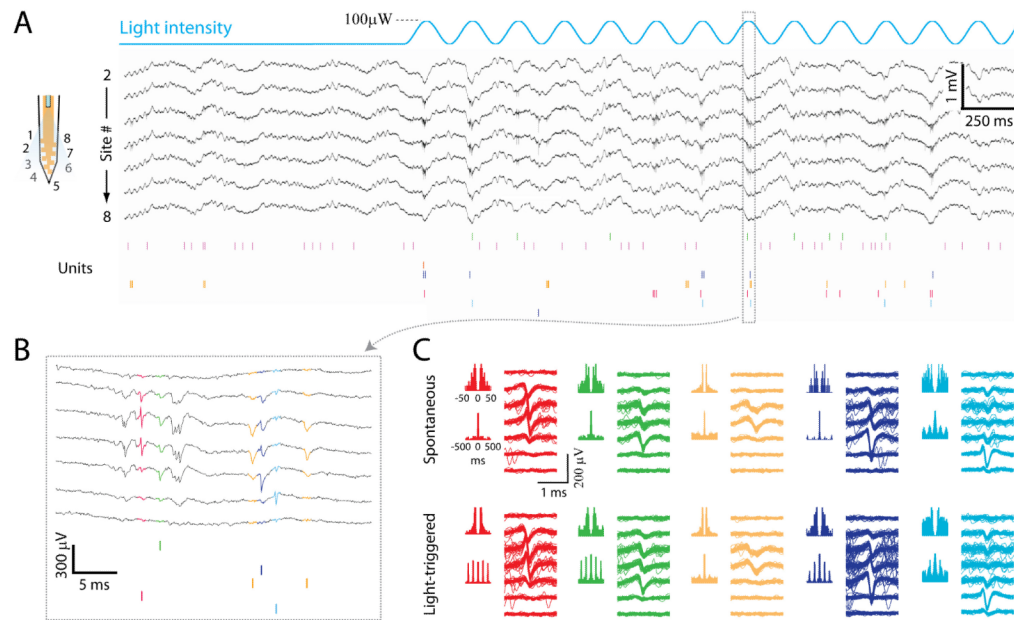 A
Light intensity
100µW
2
Site #
8
1
2
3
4
5
6
7
8
1 mV
250 ms
Units
B
300 µV
5 ms
C
Spontaneous
-50 0 50
-500 0 500
ms
200 µV
1 ms
Light-triggered